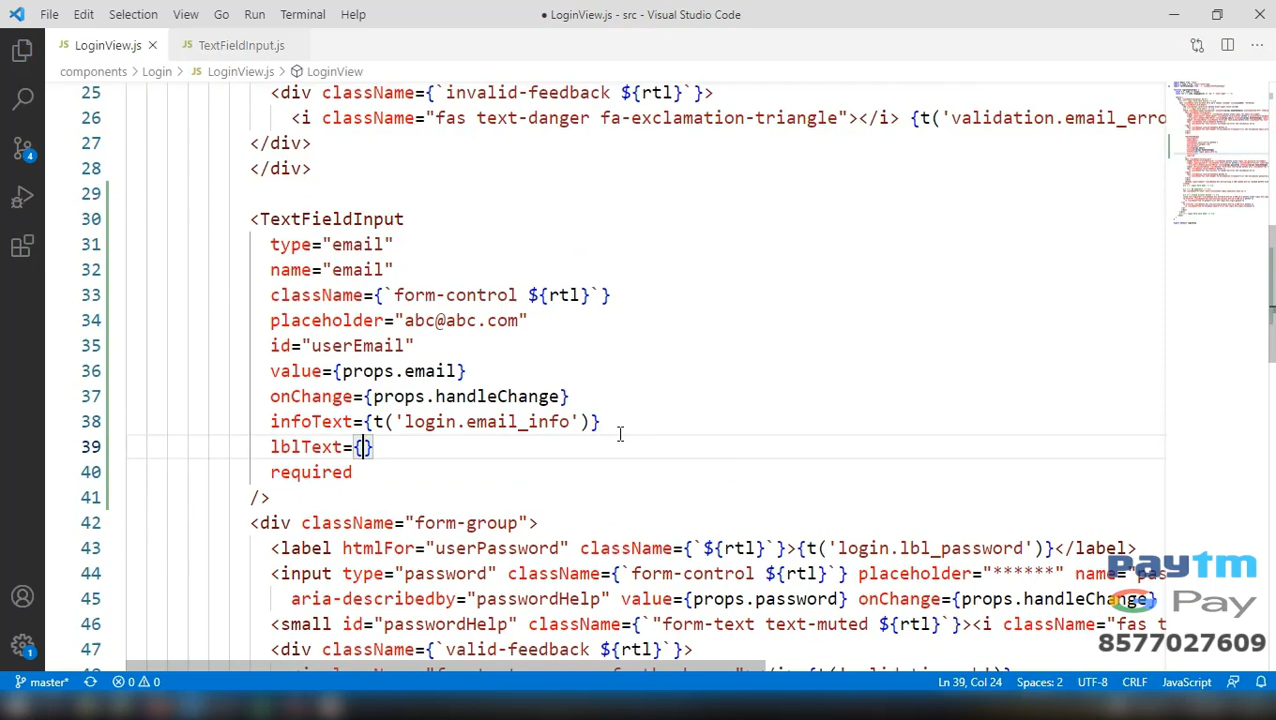 File Edit Selection View Go Run Terminal Help
● LoginView.js - src - Visual Studio Code
JS LoginView.js × JS TextFieldInput.js
components > Login > JS LoginView.js > LoginView
25 <div className={`invalid-feedback ${rtl}`}>
26 <i className="fas text-danger fa-exclamation-triangle"></i> {t('validation.email_erro
27 </div>
28 </div>
29
30 <TextFieldInput
31 type="email"
32 name="email"
33 className={`form-control ${rtl}`}
34 placeholder="abc@abc.com"
35 id="userEmail"
36 value={props.email}
37 onChange={props.handleChange}
38 infoText={t('login.email_info')}
39 lblText={}
40 required
41 />
42 <div className="form-group">
43 <label htmlFor="userPassword" className={`${rtl}`}>{t('login.lbl_password')}</label>
44 <input type="password" className={`form-control ${rtl}`} placeholder="******" name="pas
45 aria-describedby="passwordHelp" value={props.password} onChange={props.handleChange}
46 <small id="passwordHelp" className={`"form-text text-muted ${rtl}`}><i className="fas t
47 <div className={`valid-feedback ${rtl}`}>
paytm
G Pay
8577027609
4
1
master* 0 0 Ln 39, Col 24 Spaces: 2 UTF-8 CRLF JavaScript